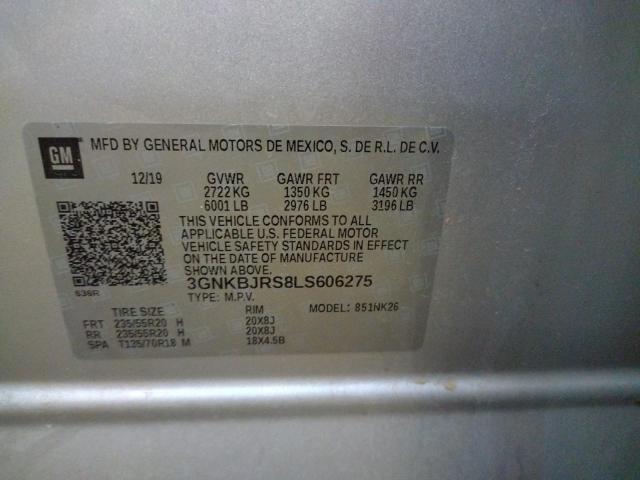 GM
MFD BY GENERAL MOTORS DE MEXICO, S. DE R.L. DE C.V.
12/19 GVWR GAWR FRT GAWR RR
2722 KG 1350 KG 1450 KG
6001 LB 2976 LB 3196 LB
THIS VEHICLE CONFORMS TO ALL
APPLICABLE U.S. FEDERAL MOTOR
VEHICLE SAFETY STANDARDS IN EFFECT
ON THE DATE OF MANUFACTURE
SHOWN ABOVE.
3GNKBJRS8LS606275
636R TYPE: M.P.V.
TIRE SIZE RIM MODEL: 851NK26
FRT 235/55R20 H 20X8J
RR 235/55R20 H 20X8J
SPA T135/70R18 M 18X4.5B